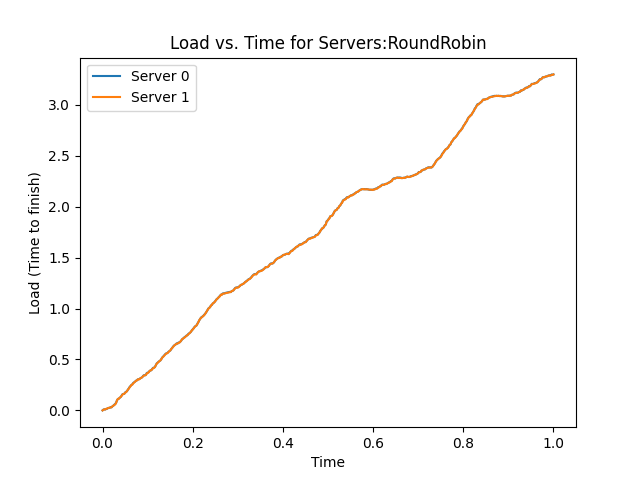 Load vs. Time for Servers:RoundRobin
Server 0
Server 1
3.0
2.5
2.0
1.5
1.0
0.5
0.0
Load (Time to finish)
0.0 0.2 0.4 0.6 0.8 1.0
Time